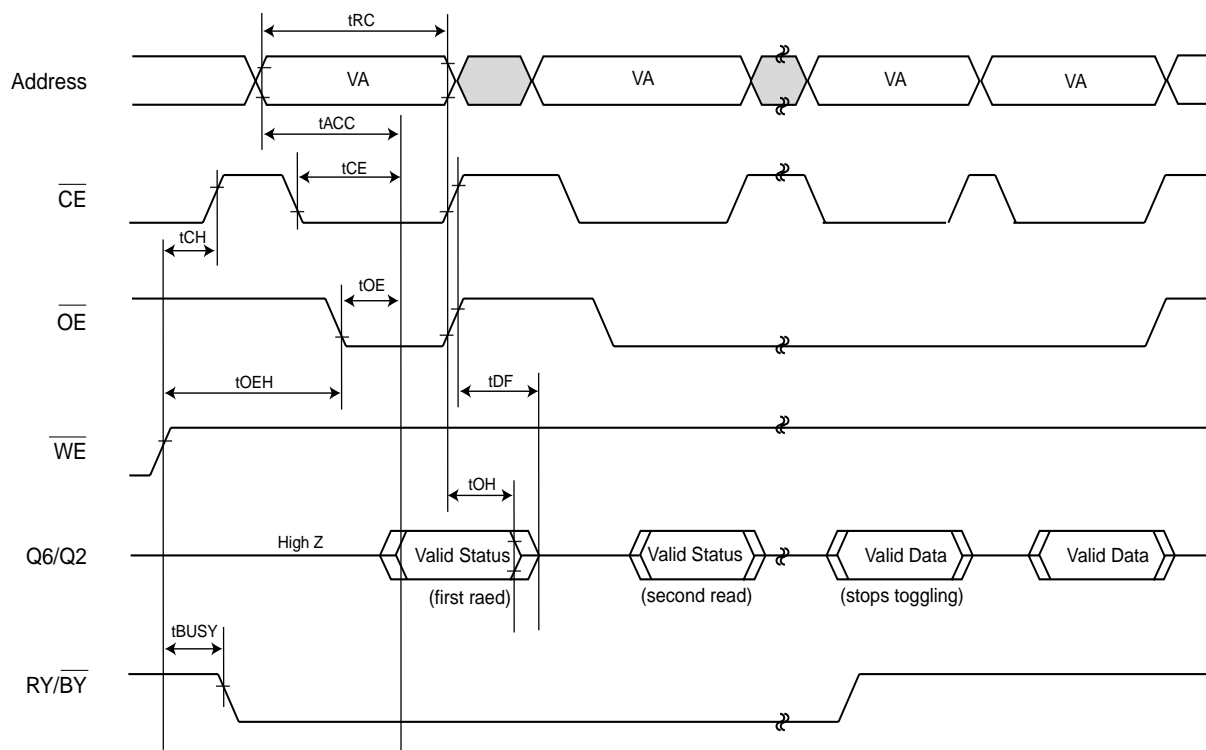 tRC
Address
VA
VA
VA
VA
tACC
tCE
CE
tCH
tOE
OE
tOEH
tDF
WE
tOH
Q6/Q2
High Z
Valid Status
Valid Status
Valid Data
Valid Data
(first raed)
(second read)
(stops toggling)
tBUSY
RY/BY